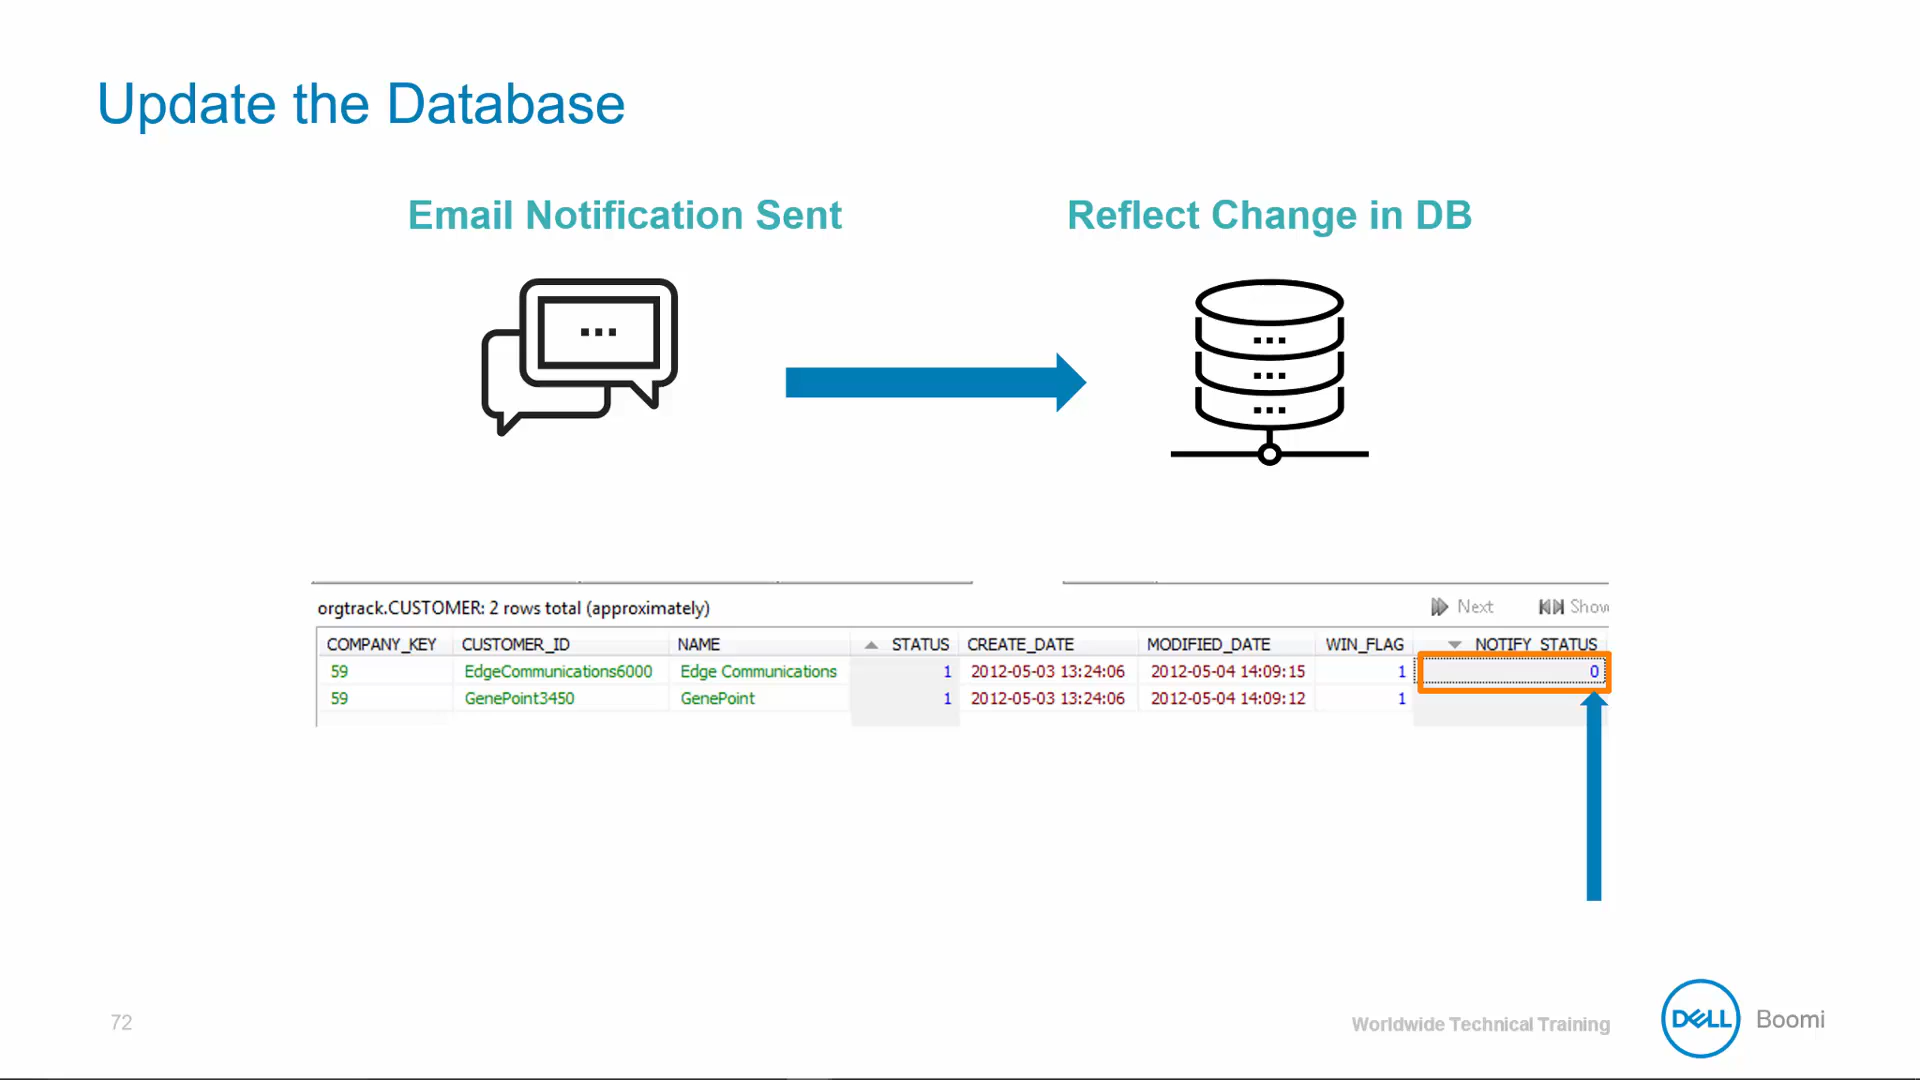 Update the Database
Email Notification Sent
Reflect Change in DB
orgtrack.CUSTOMER: 2 rows total (approximately)
Next
Show
COMPANY_KEY CUSTOMER_ID NAME STATUS CREATE_DATE MODIFIED_DATE WIN_FLAG NOTIFY_STATUS
59 EdgeCommunications6000 Edge Communications 1 2012-05-03 13:24:06 2012-05-04 14:09:15 1 0
59 GenePoint3450 GenePoint 1 2012-05-03 13:24:06 2012-05-04 14:09:12 1
72
Worldwide Technical Training
DELL Boomi